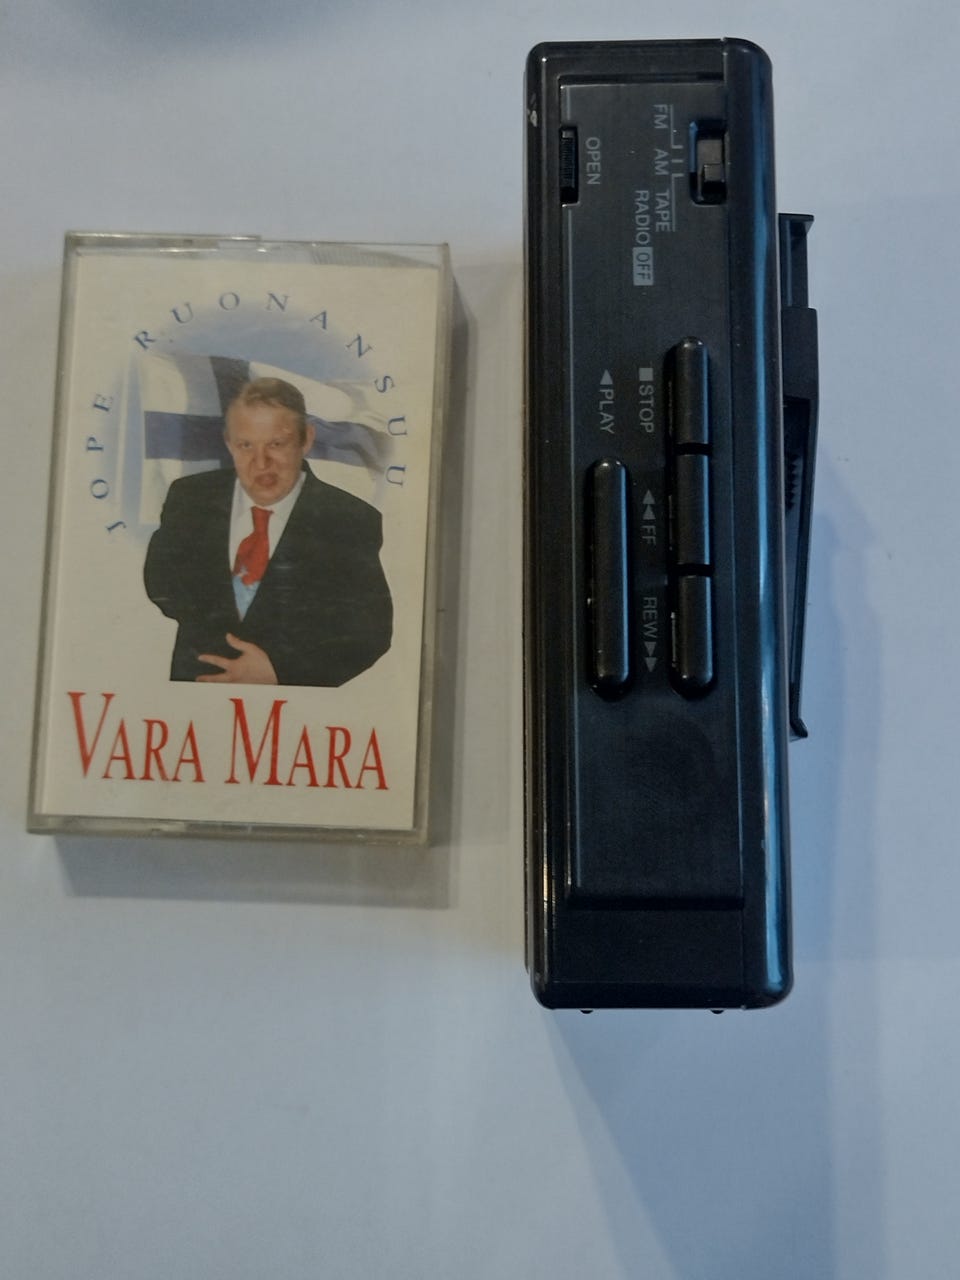 JOPE RUONANSUU
VARA MARA
OPEN
FM AM TAPE
RADIO OFF
■STOP
◀PLAY
◀◀FF
REW▶▶